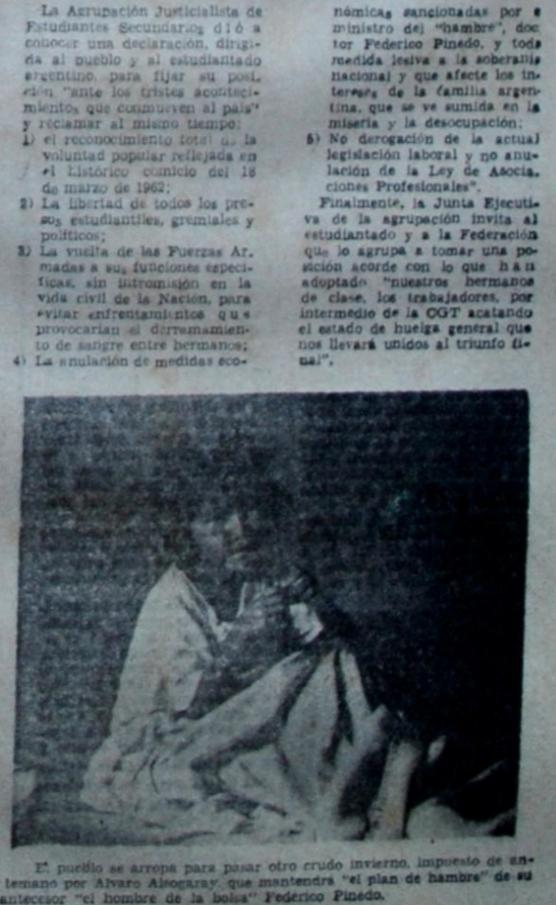 La Agrupación Justicialista de
Estudiantes Secundarios dió a
conocer una declaración, dirigi-
da al pueblo y al estudiantado
argentino, para fijar su posi-
ción "ante los tristes aconteci-
mientos que conmueven al país"
y reclamar al mismo tiempo:
1) el reconocimiento total de la
voluntad popular reflejada en
el histórico comicio del 18
de marzo de 1962;
2) La libertad de todos los pre-
sos estudiantiles, gremiales y
políticos;
3) La vuelta de las Fuerzas Ar-
madas a sus funciones especí-
ficas, sin intromisión en la
vida civil de la Nación, para
evitar enfrentamientos que
provocarían el derramamien-
to de sangre entre hermanos;
4) La anulación de medidas eco-
nómicas sancionadas por e
ministro del "hambre", doc
tor Federico Pinedo, y toda
medida lesiva a la soberanía
nacional y que afecte los in-
tereses de la familia argen-
tina, que se ve sumida en la
miseria y la desocupación;
5) No derogación de la actual
legislación laboral y no anu-
lación de la Ley de Asocia-
ciones Profesionales".
Finalmente, la Junta Ejecuti-
va de la agrupación invita al
estudiantado y a la Federación
que lo agrupa a tomar una po-
sición acorde con lo que han
adoptado "nuestros hermanos
de clase, los trabajadores, por
intermedio de la CGT acatando
el estado de huelga general que
nos llevará unidos al triunfo fi-
nal".
El pueblo se arropa para pasar otro crudo invierno, impuesto de an-
temano por Alvaro Alsogaray, que mantendrá "el plan de hambre" de su
antecesor "el hombre de la bolsa" Federico Pinedo.